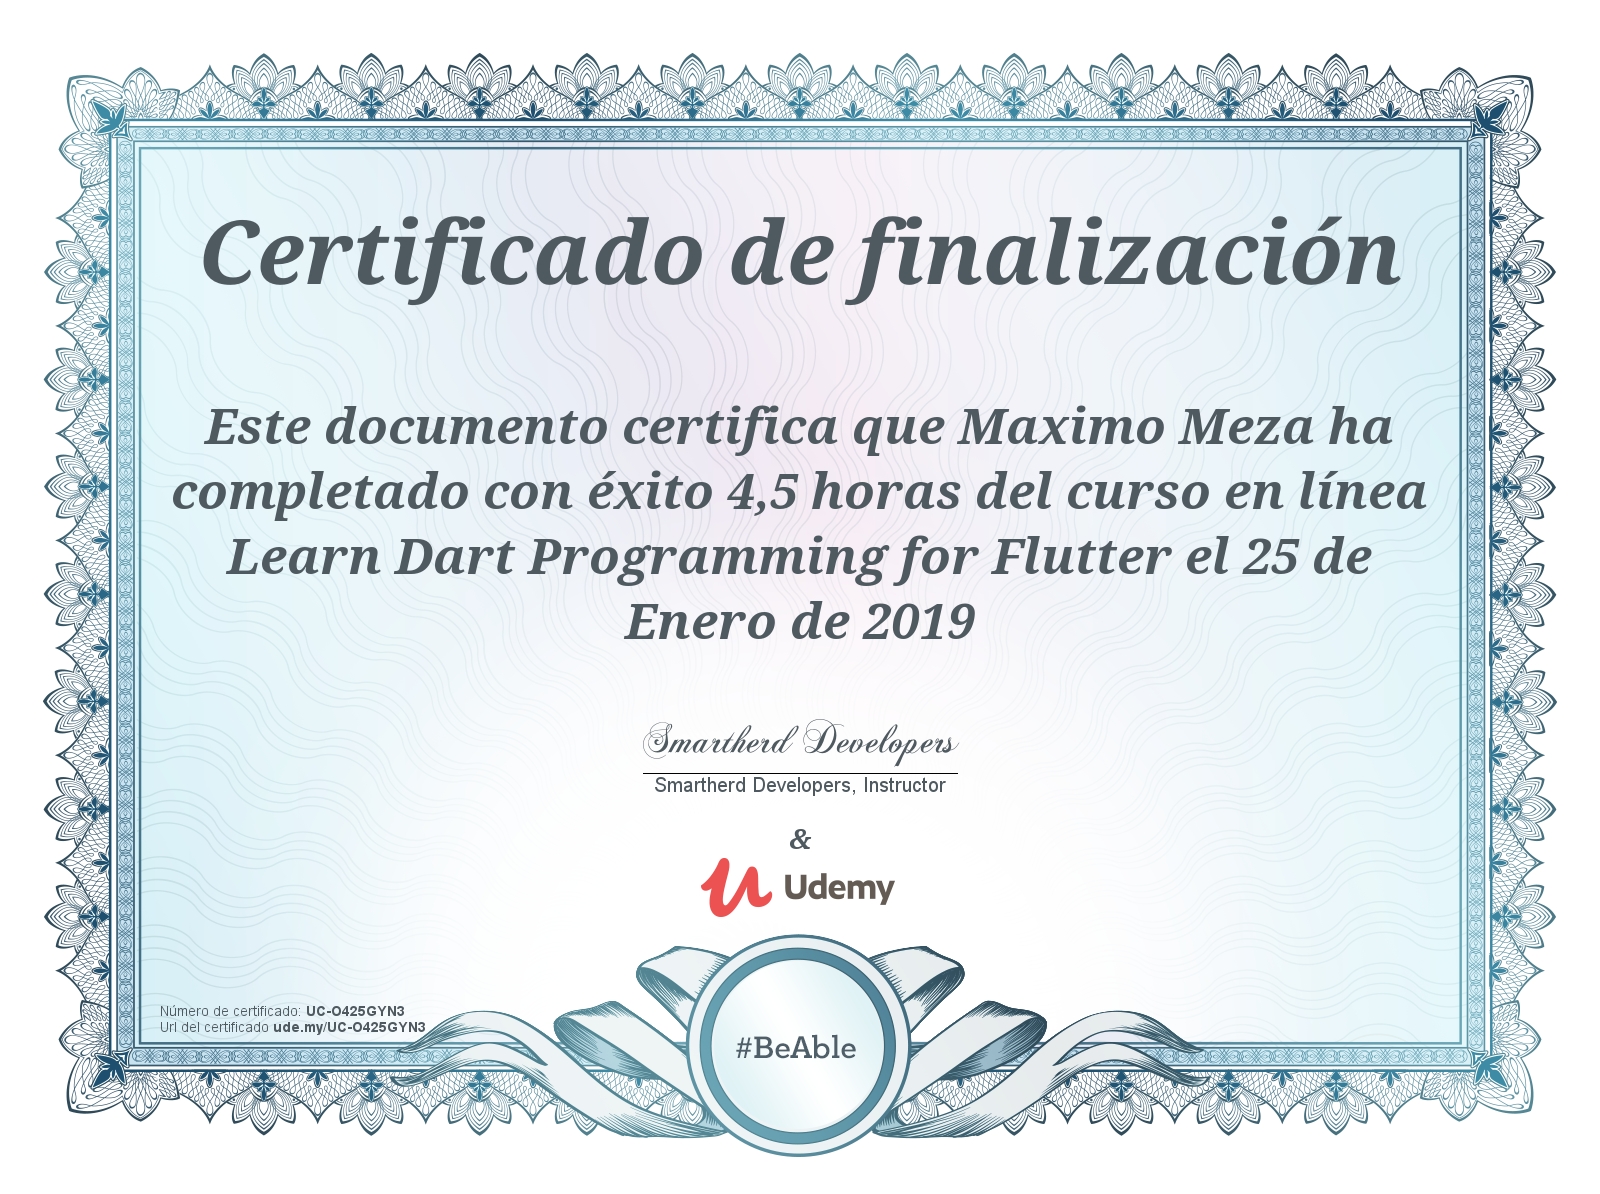 Certificado de finalización
Este documento certifica que Maximo Meza ha
completado con éxito 4,5 horas del curso en línea
Learn Dart Programming for Flutter el 25 de
Enero de 2019
Smartherd Developers
Smartherd Developers, Instructor
&
Udemy
Número de certificado: UC-O425GYN3
Url del certificado ude.my/UC-O425GYN3
#BeAble